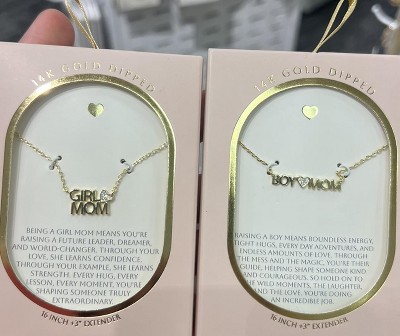 14K GOLD DIPPED
GIRL
MOM
BEING A GIRL MOM MEANS YOU'RE
RAISING A FUTURE LEADER, DREAMER,
AND WORLD-CHANGER. THROUGH YOUR
LOVE, SHE LEARNS CONFIDENCE,
THROUGH YOUR EXAMPLE, SHE LEARNS
STRENGTH. EVERY HUG, EVERY
LESSON, EVERY MOMENT, YOU'RE
SHAPING SOMEONE TRULY
EXTRAORDINARY.
16 INCH +3" EXTENDER
14K GOLD DIPPED
BOY MOM
RAISING A BOY MEANS BOUNDLESS ENERGY,
TIGHT HUGS, EVERY DAY ADVENTURES, AND
ENDLESS AMOUNTS OF LOVE. THROUGH
THE MESS AND THE MAGIC, YOU'RE THEIR
GUIDE, HELPING SHAPE SOMEONE KIND
AND COURAGEOUS. SO HOLD ON TO
THE WILD MOMENTS, THE LAUGHTER,
AND THE LOVE. YOU'RE DOING
AN INCREDIBLE JOB.
16 INCH +3" EXTENDER